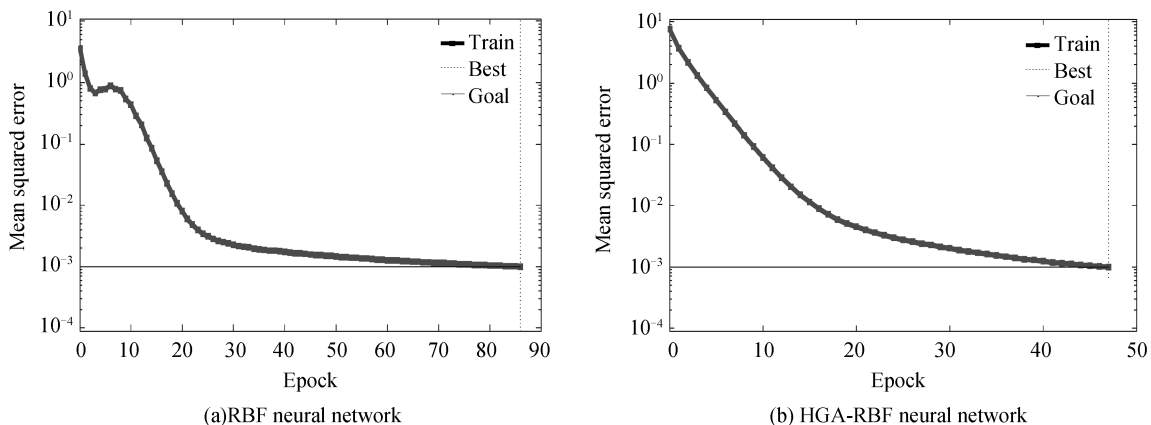 10^1
10^0
10^-1
10^-2
10^-3
10^-4
Mean squared error
Train
Best
Goal
0 10 20 30 40 50 60 70 80 90
Epock
(a)RBF neural network
10^1
10^0
10^-1
10^-2
10^-3
10^-4
Mean squared error
Train
Best
Goal
0 10 20 30 40 50
Epock
(b) HGA-RBF neural network